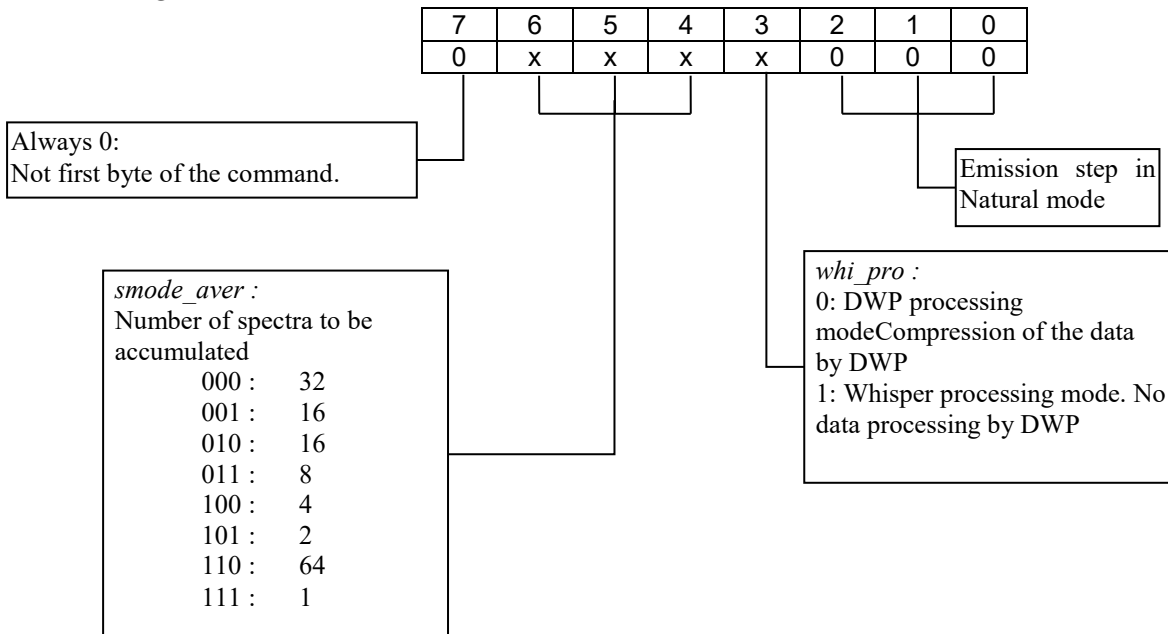 7 6 5 4 3 2 1 0
0 x x x x 0 0 0
Always 0:
Not first byte of the command.
Emission step in
Natural mode
smode_aver :
Number of spectra to be
accumulated
000 : 32
001 : 16
010 : 16
011 : 8
100 : 4
101 : 2
110 : 64
111 : 1
whi_pro :
0: DWP processing
modeCompression of the data
by DWP
1: Whisper processing mode. No
data processing by DWP